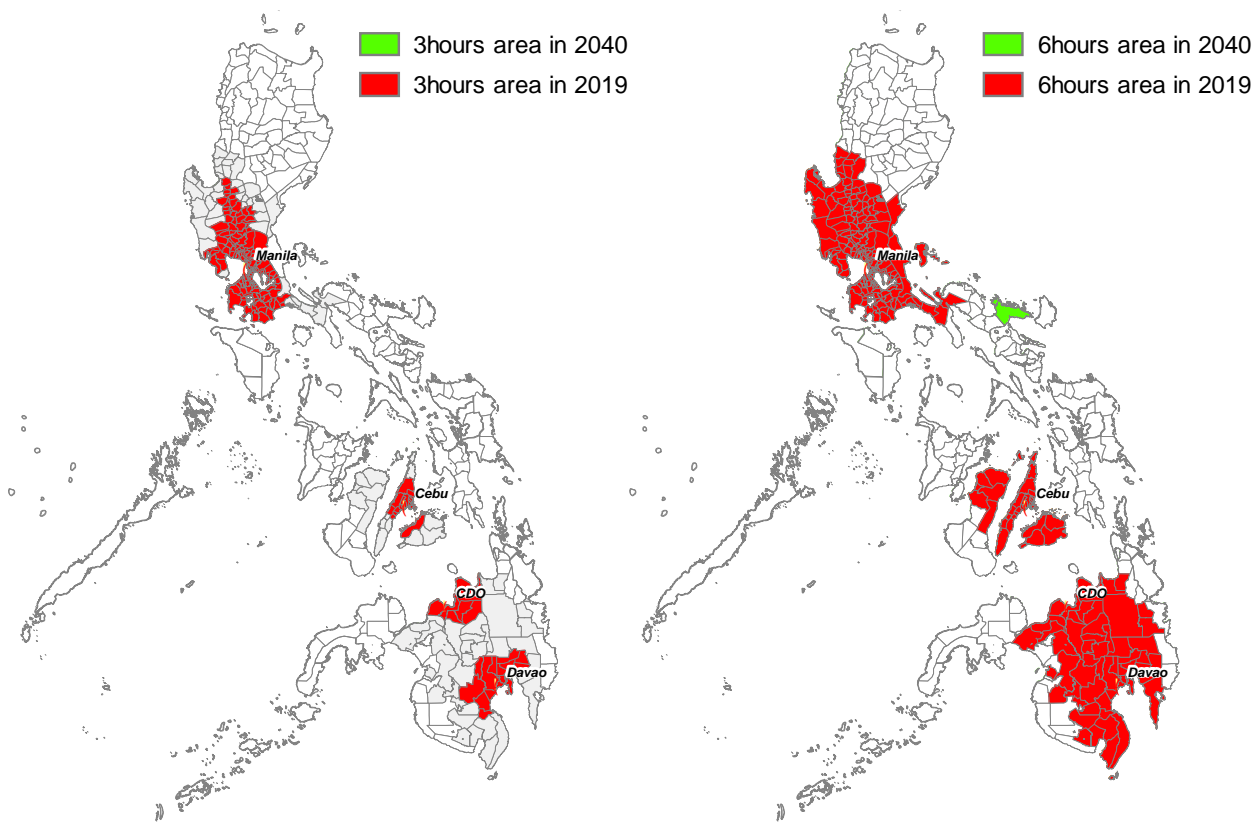 3hours area in 2040
3hours area in 2019
Manila
Cebu
CDO
Davao
6hours area in 2040
6hours area in 2019
Manila
Cebu
CDO
Davao